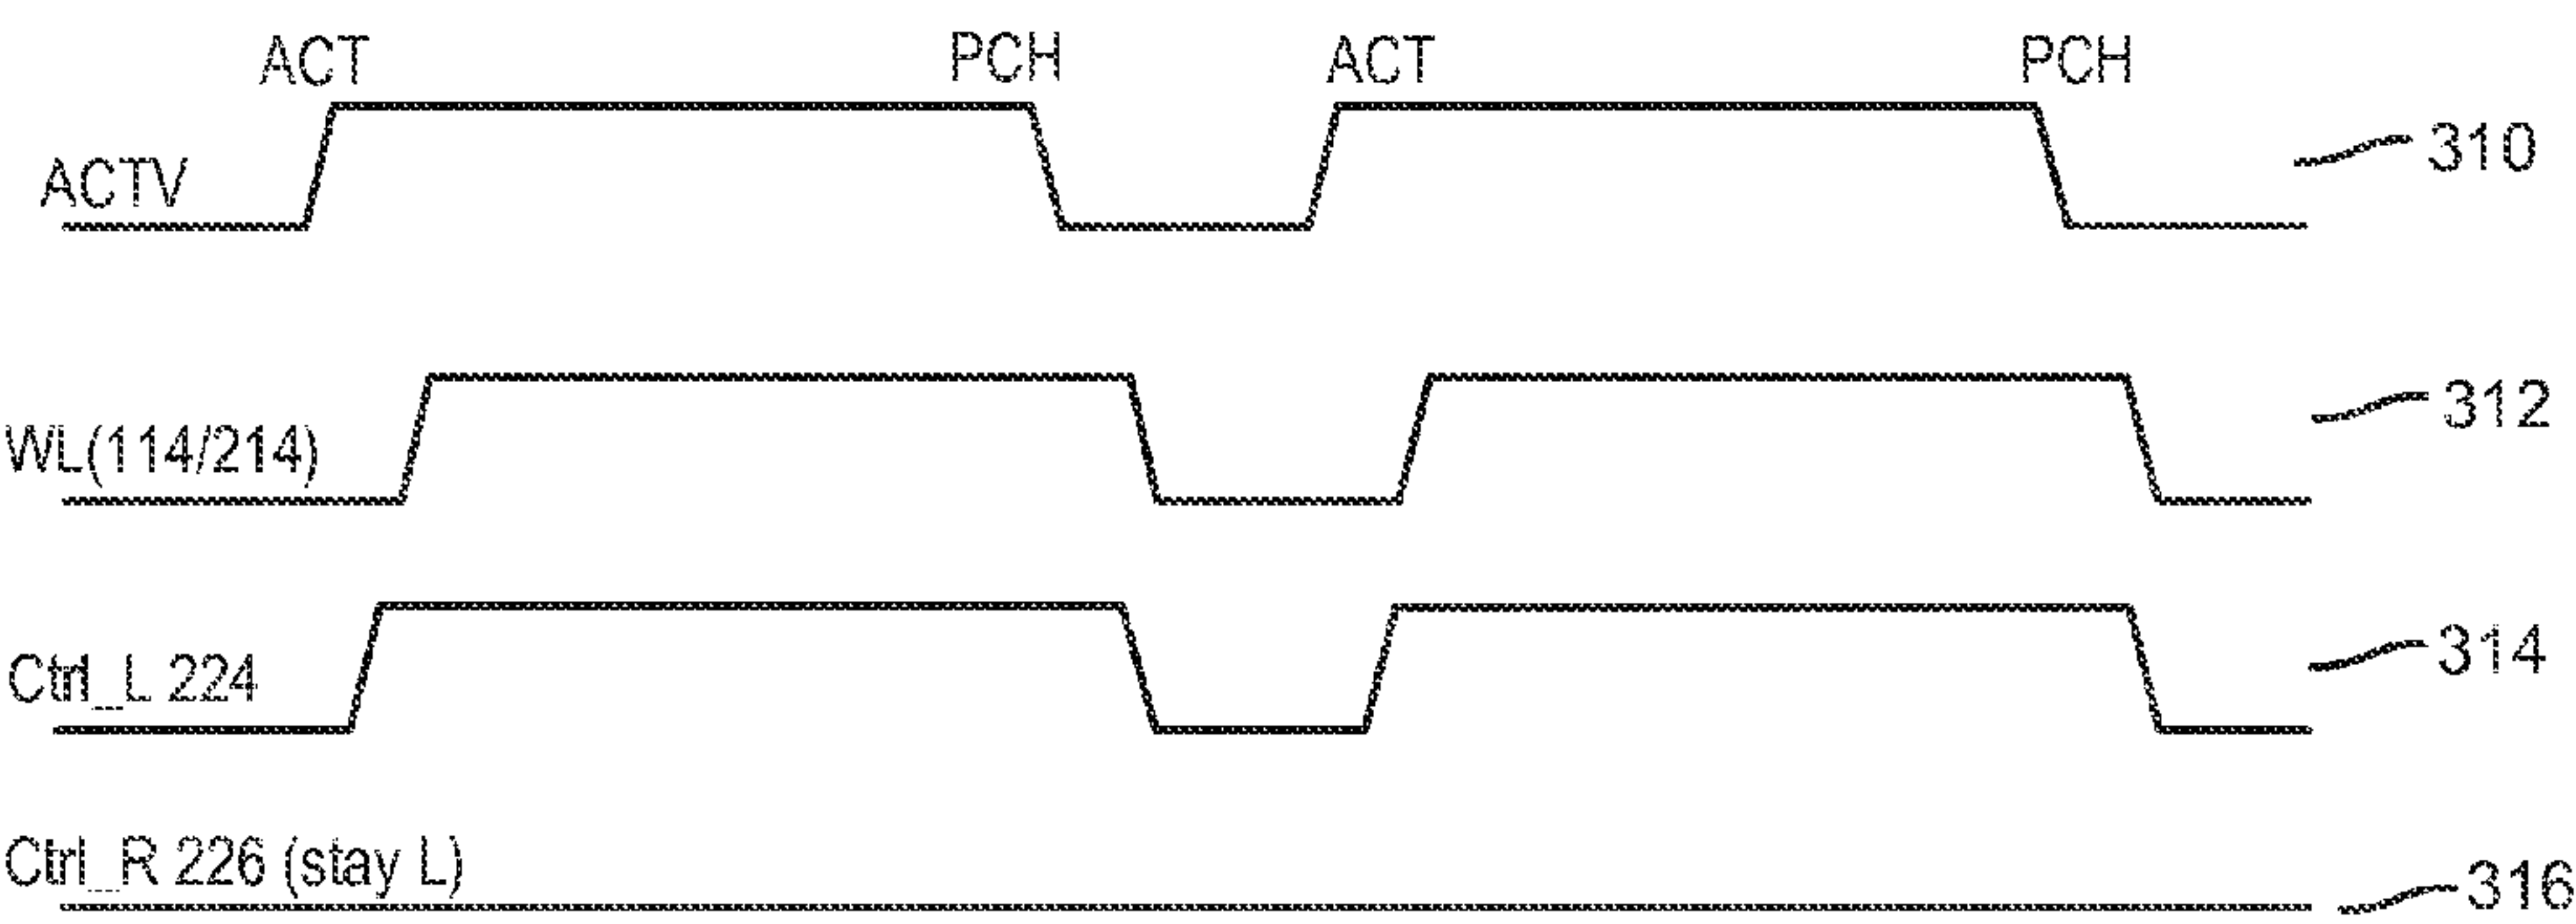 ACT PCH ACT PCH
ACTV 310
WL(114/214) 312
Ctrl_L 224 314
Ctrl_R 226 (stay L) 316